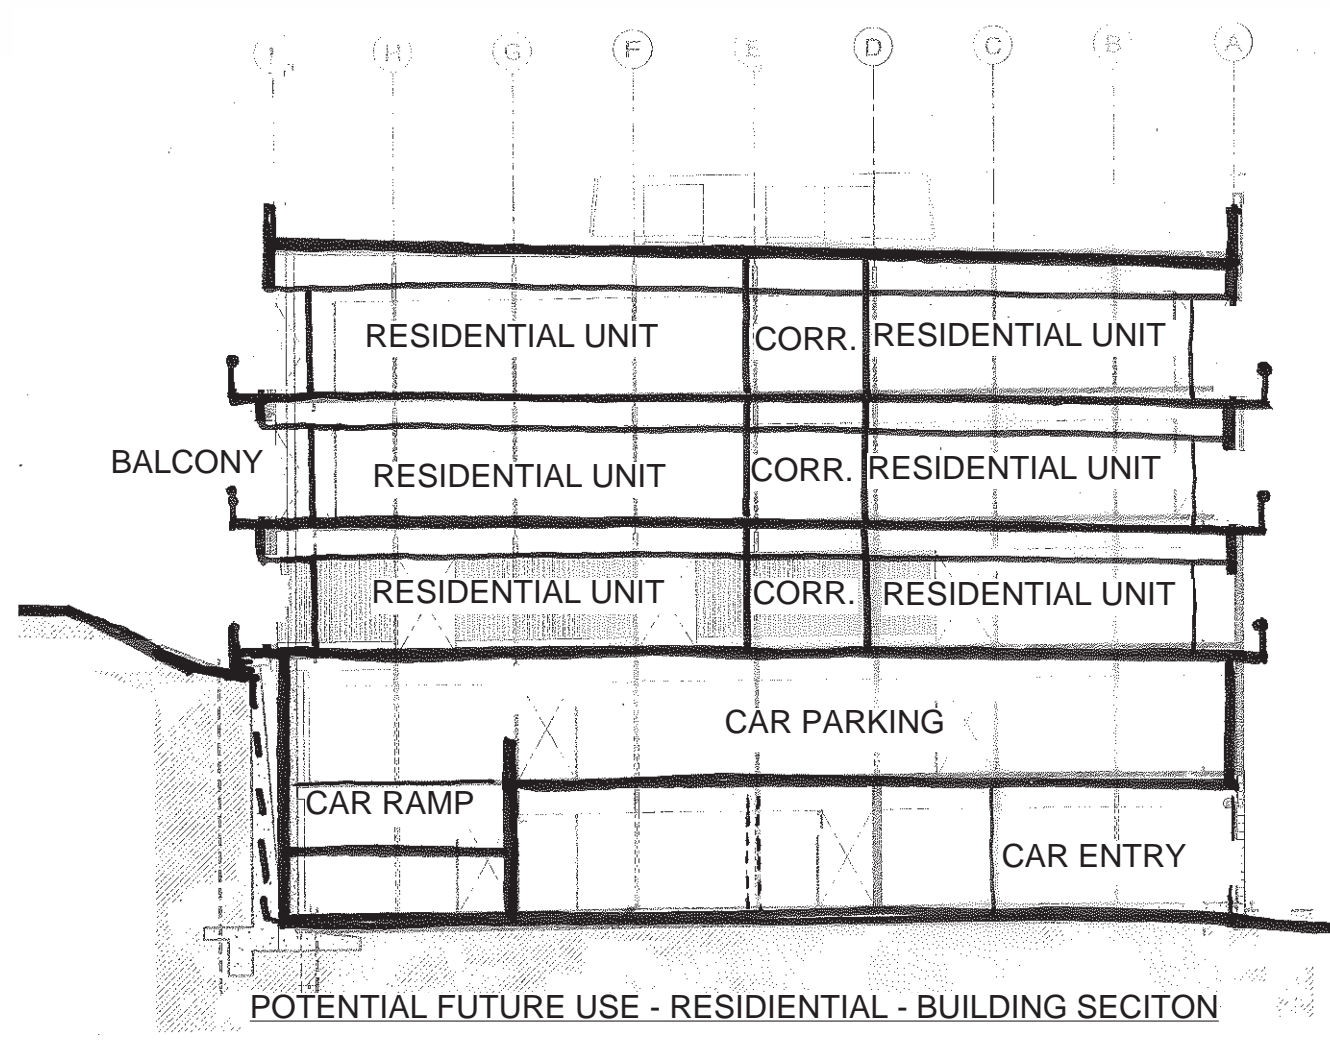 I H G F E D C B A
RESIDENTIAL UNIT CORR. RESIDENTIAL UNIT
BALCONY
RESIDENTIAL UNIT CORR. RESIDENTIAL UNIT
RESIDENTIAL UNIT CORR. RESIDENTIAL UNIT
CAR PARKING
CAR RAMP
CAR ENTRY
POTENTIAL FUTURE USE - RESIDIENTIAL - BUILDING SECITON